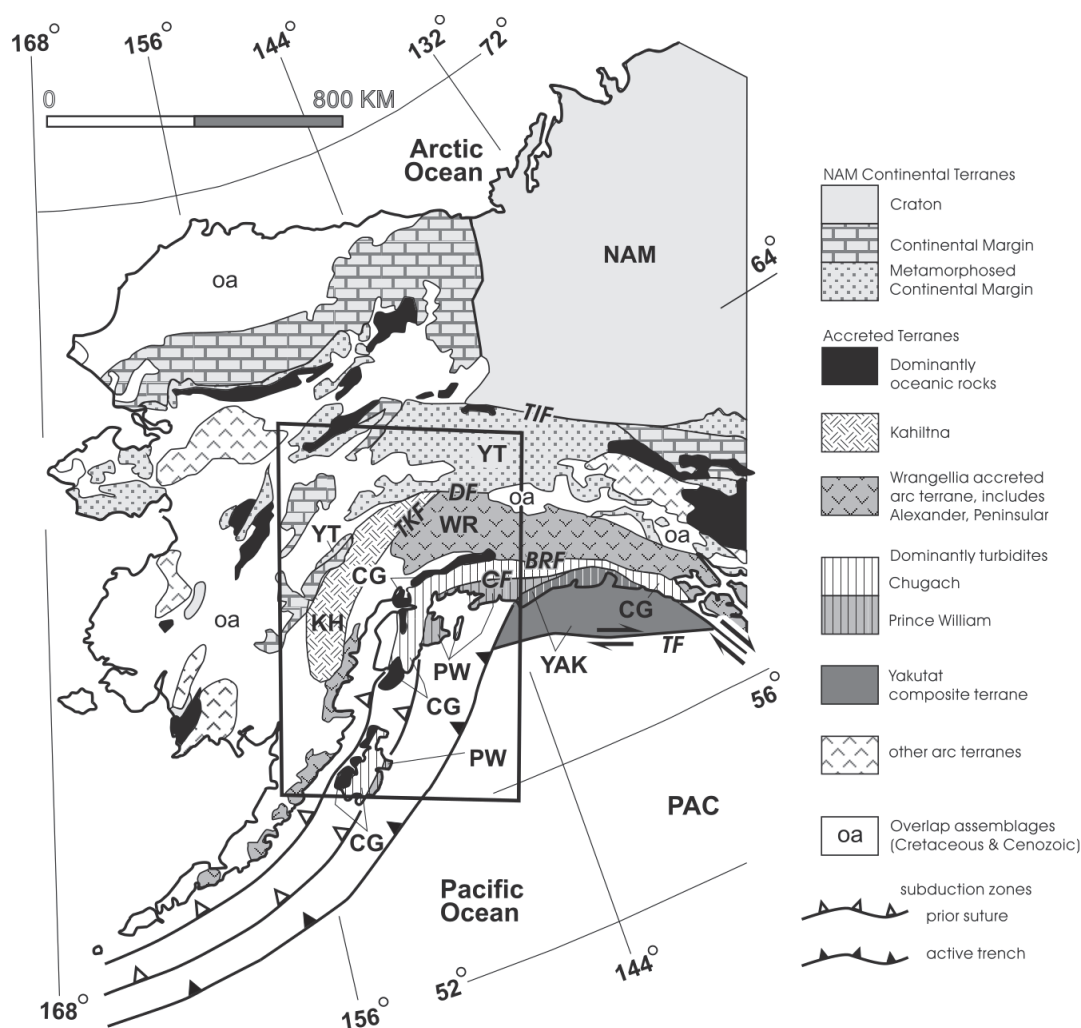 168°
156°
144°
132°
72°
0
800 KM
Arctic
Ocean
NAM
64°
oa
TIF
YT
DF
oa
TKF
WR
YT
oa
BRF
CG
CF
oa
KH
CG
TF
PW
YAK
CG
56°
PW
PAC
CG
Pacific
Ocean
168°
156°
52°
144°
NAM Continental Terranes
Craton
Continental Margin
Metamorphosed
Continental Margin
Accreted Terranes
Dominantly
oceanic rocks
Kahiltna
Wrangellia accreted
arc terrane, includes
Alexander, Peninsular
Dominantly turbidites
Chugach
Prince William
Yakutat
composite terrane
other arc terranes
oa
Overlap assemblages
(Cretaceous & Cenozoic)
subduction zones
prior suture
active trench